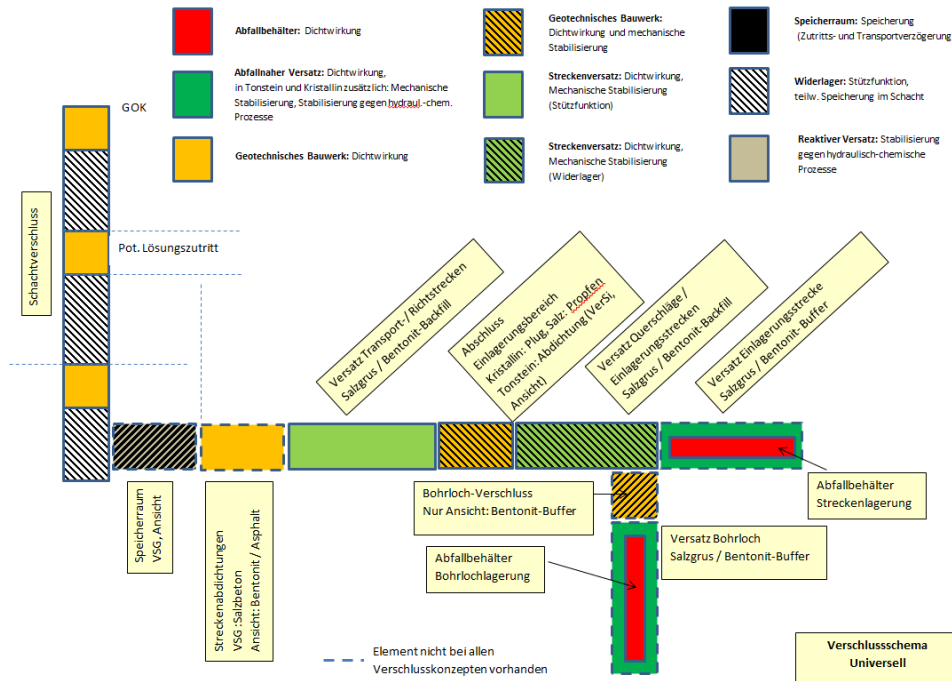 Abfallbehälter: Dichtwirkung
Abfallnaher Versatz: Dichtwirkung,
in Tonstein und Kristallin zusätzlich: Mechanische
Stabilisierung, Stabilisierung gegen hydraul.-chem.
Prozesse
Geotechnisches Bauwerk: Dichtwirkung
Geotechnisches Bauwerk:
Dichtwirkung und mechanische
Stabilisierung
Streckenversatz: Dichtwirkung,
Mechanische Stabilisierung
(Stützfunktion)
Streckenversatz: Dichtwirkung,
Mechanische Stabilisierung
(Widerlager)
Speicherraum: Speicherung
(Zutritts- und Transportverzögerung
Widerlager: Stützfunktion,
teilw. Speicherung im Schacht
Reaktiver Versatz: Stabilisierung
gegen hydraulisch-chemische
Prozesse
GOK
Schachtverschluss
Pot. Lösungszutritt
Versatz Transport-/ Richtstrecken
Salzgrus / Bentonit-Backfill
Abschluss
Einlagerungsbereich
Kristallin: Plug, Salz: Propfen
Tonstein: Abdichtung (VerSi,
Ansicht)
Versatz Querschläge /
Einlagerungsstrecken
Salzgrus / Bentonit-Backfill
Versatz Einlagerungsstrecke
Salzgrus / Bentonit- Buffer
Speicherraum
VSG, Ansicht
Streckenabdichtungen
VSG :Salzbeton
Ansicht: Bentonit / Asphalt
Bohrloch-Verschluss
Nur Ansicht: Bentonit-Buffer
Abfallbehälter
Streckenlagerung
Abfallbehälter
Bohrlochlagerung
Versatz Bohrloch
Salzgrus / Bentonit-Buffer
Element nicht bei allen
Verschlusskonzepten vorhanden
Verschlussschema
Universell